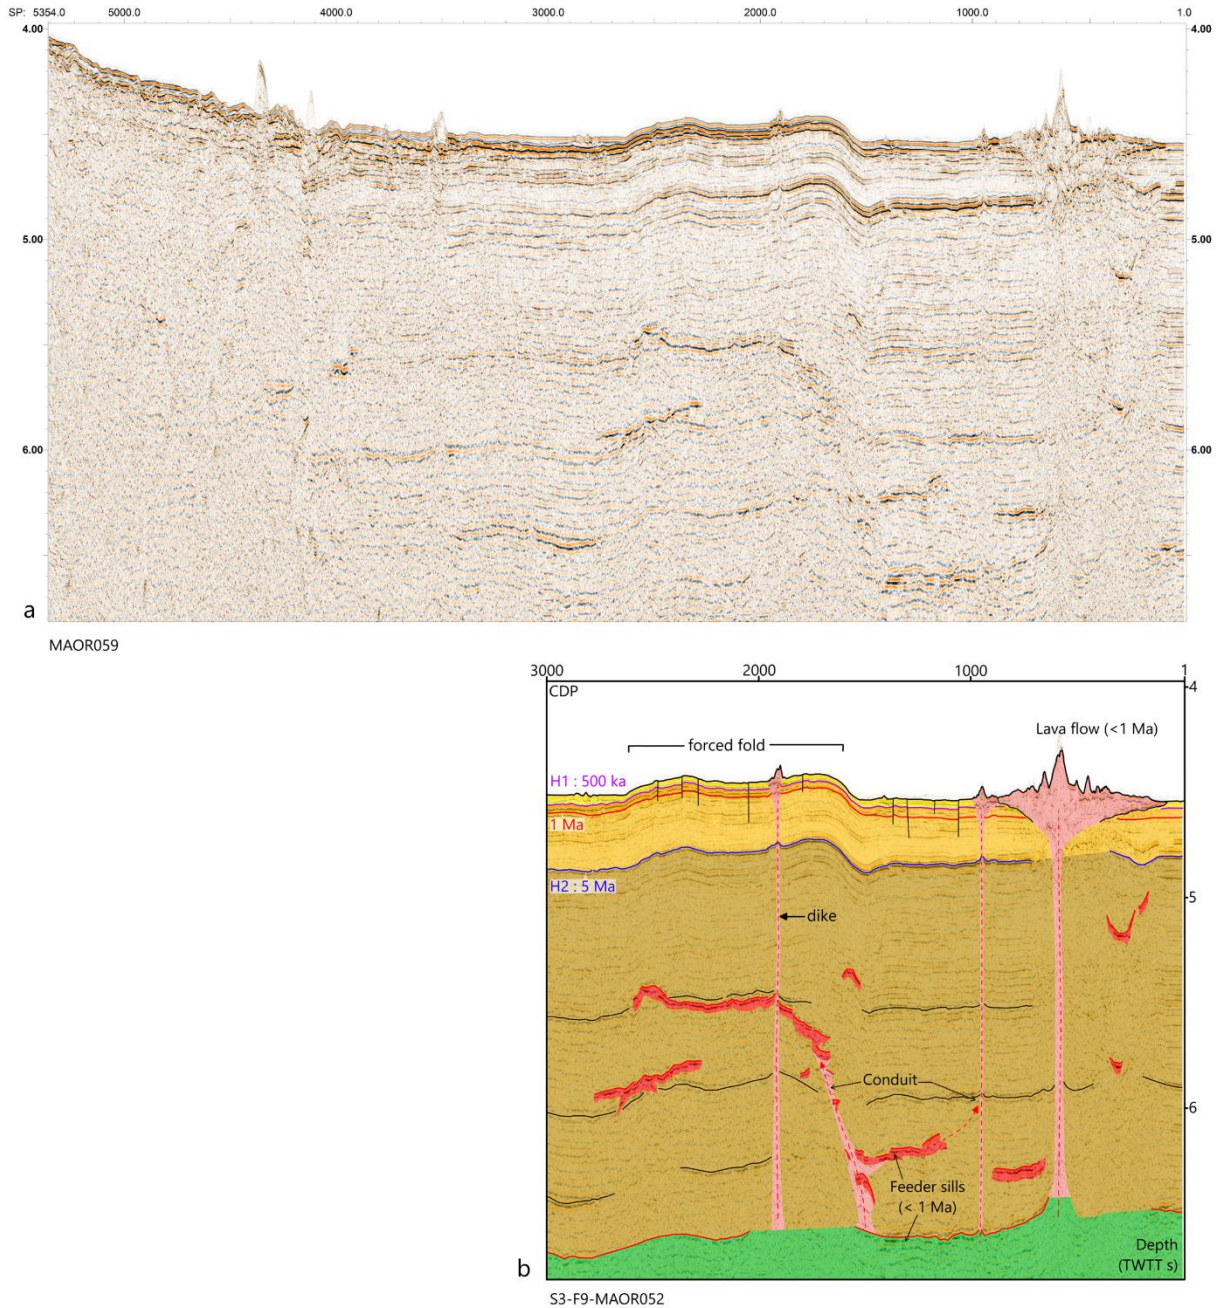 SP: 5354.0 5000.0 4000.0 3000.0 2000.0 1000.0 1.0
4.00 4.00
5.00 5.00
6.00 6.00
a
MAOR059
3000 2000 1000 1
CDP
4
Lava flow (<1 Ma)
forced fold
H1 : 500 ka
1 Ma
H2 : 5 Ma
5
dike
Conduit
6
Feeder sills
(< 1 Ma)
Depth
(TWTT s)
b
S3-F9-MAOR052